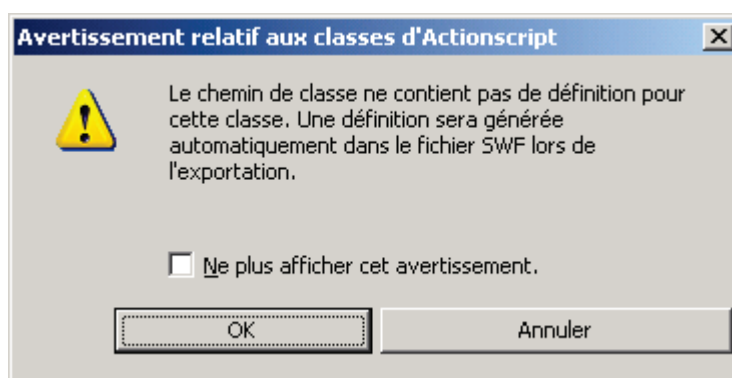 Avertissement relatif aux classes d'Actionscript
Le chemin de classe ne contient pas de définition pour
cette classe. Une définition sera générée
automatiquement dans le fichier SWF lors de
l'exportation.
Ne plus afficher cet avertissement.
OK
Annuler